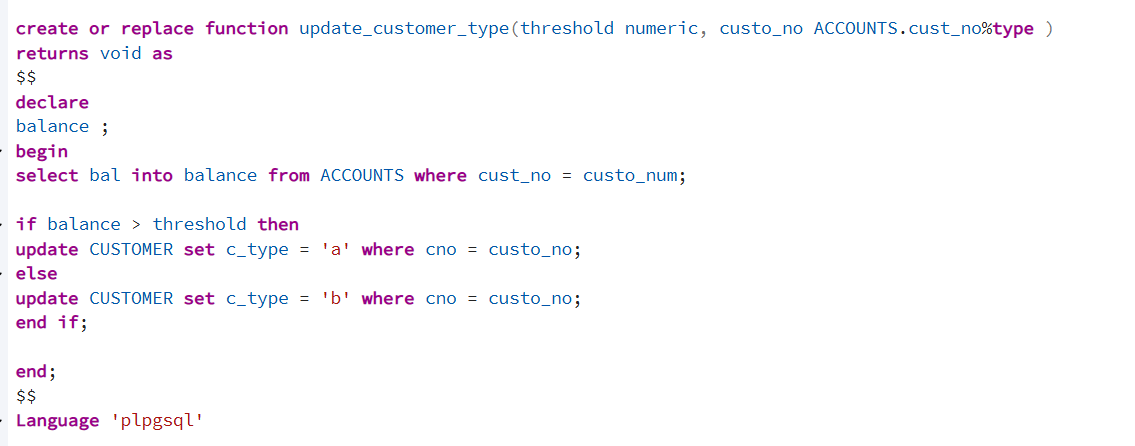 create or replace function update_customer_type(threshold numeric, custo_no ACCOUNTS.cust_no%type )
returns void as
$$
declare
balance ;
begin
select bal into balance from ACCOUNTS where cust_no = custo_num;
if balance > threshold then
update CUSTOMER set c_type = 'a' where cno = custo_no;
else
update CUSTOMER set c_type = 'b' where cno = custo_no;
end if;
end;
$$
Language 'plpgsql'